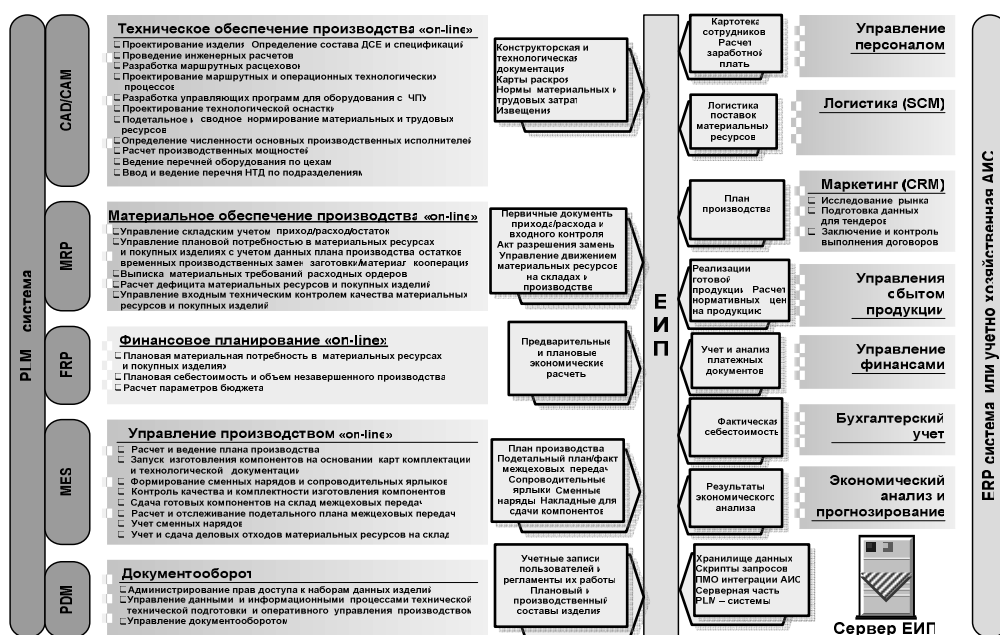 PLM система
CAD/CAM
Техническое обеспечение производства «on-line»
Проектирование изделия Определение состава ДСЕ и спецификаций
Проведение инженерных расчетов
Разработка маршрутных расцеховок
Проектирование маршрутных и операционных технологических
процессов
Разработка управляющих программ для оборудования с ЧПУ
Проектирование технологической оснастки
Подетальное и сводное нормирование материальных и трудовых
ресурсов
Определение численности основных производственных исполнителей
Расчет производственных мощностей
Ведение перечней оборудования по цехам
Ввод и ведение перечня НТД по подразделениям
Конструкторская и
технологическая
документация
Карты раскроя
Нормы материальных и
трудовых затрат
Извещения
MRP
Материальное обеспечение производства «on-line»
Управление складским учетом приход/расход/остаток
Управление плановой потребностью в материальных ресурсах
и покупных изделиях с учетом данных плана производства остатков
временных производственных замен заготовки/материал кооперация
Выписка материальных требований расходных ордеров
Расчет дефицита материальных ресурсов и покупных изделий
Управление входным техническим контролем качества материальных
ресурсов и покупных изделий
Первичные документы
прихода/расхода и
входного контроля
Акт разрешения замены
Управление движением
материальных ресурсов
на складах и
производстве
FRP
Финансовое планирование «on-line»
Плановая материальная потребность в материальных ресурсах
и покупных изделиях
Плановая себестоимость и объем незавершенного производства
Расчет параметров бюджета
Предварительные
и плановые
экономические
расчеты
MES
Управление производством «on-line»
Расчет и ведение плана производства
Запуск изготовления компонентов на основании карт комплектации
и технологической документации
Формирование сменных нарядов и сопроводительных ярлыков
Контроль качества и комплектности изготовления компонентов
Сдача готовых компонентов на склад межцеховых передач
Расчет и отслеживание подетального плана межцеховых передач
Учет сменных нарядов
Учет и сдача деловых отходов материальных ресурсов на склад
План производства
Подетальный план/факт
межцеховых передач
Сопроводительные
ярлыки Сменные
наряды Накладные для
сдачи компонентов
PDM
Документооборот
Администрирование прав доступа к наборам данных изделий
Управление данными и информационными процессами технической
технической подготовки и оперативного управления производством
Управление документооборотом
Учетные записи
пользователей и
регламенты их работы
Плановый и
производственный
составы изделия
ЕИП
Картотека
сотрудников
Расчет
заработной
платы
Управление
персоналом
Логистика
поставок
материальных
ресурсов
Логистика (SCM)
План
производства
Маркетинг (CRM)
Исследование рынка
Подготовка данных
для тендеров
Заключение и контроль
выполнения договоров
Реализации
готовой
продукции Расчет
нормативных цен
на продукцию
Управления
сбытом
продукции
Учет и анализ
платежных
документов
Управление
финансами
Фактическая
себестоимость
Бухгалтерский
учет
Результаты
экономического
анализа
Экономический
анализ и
прогнозирование
Хранилище данных
Скрипты запросов
ПМО интеграции АИС
Серверная часть
PLM – системы
Сервер ЕИП
ERP система или учетно хозяйственная АИС